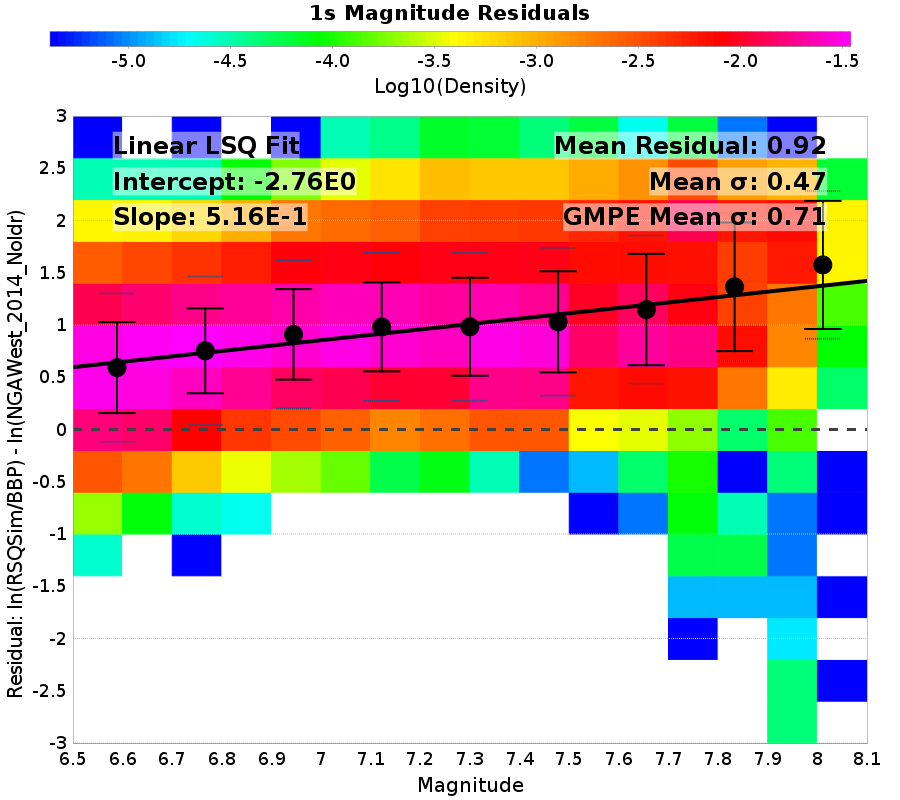 1s Magnitude Residuals
-5.0 -4.5 -4.0 -3.5 -3.0 -2.5 -2.0 -1.5
Log10(Density)
Linear LSQ Fit
Intercept: -2.76E0
Slope: 5.16E-1
Mean Residual: 0.92
Mean σ: 0.47
GMPE Mean σ: 0.71
Residual: ln(RSQSim/BBP) - ln(NGAWest_2014_NoIdr)
3
2.5
2
1.5
1
0.5
0
-0.5
-1
-1.5
-2
-2.5
-3
6.5 6.6 6.7 6.8 6.9 7 7.1 7.2 7.3 7.4 7.5 7.6 7.7 7.8 7.9 8 8.1
Magnitude